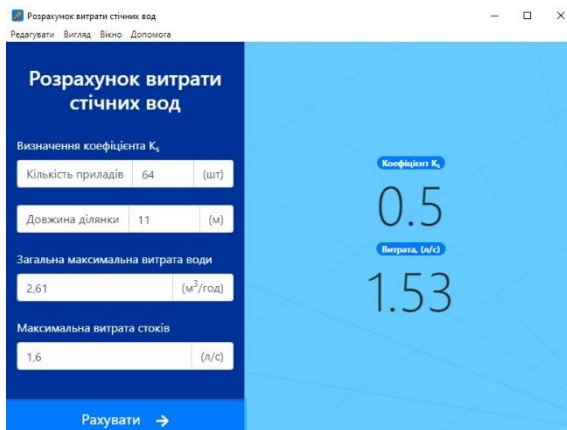 Розрахунок витрати стічних вод
Редагувати Вигляд Вікно Допомога
Розрахунок витрати
стічних вод
Визначення коефіцієнта Ks
Кількість приладів 64 (шт)
Довжина ділянки 11 (м)
Загальна максимальна витрата води
2,61 (м³/год)
Максимальна витрата стоків
1,6 (л/с)
Рахувати →
Коефіцієнт Ks
0.5
Витрата, (л/с)
1.53